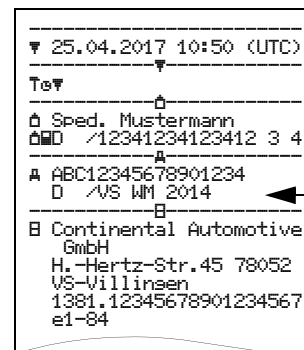 ▼ 25.04.2017 10:50 (UTC)
T⊙▼
Sped. Mustermann
D /12341234123412 3 4
ABC12345678901234
D /VS WM 2014
Continental Automotive
GmbH
H.-Hertz-Str.45 78052
VS-Villingen
1381.12345678901234567
e1-84